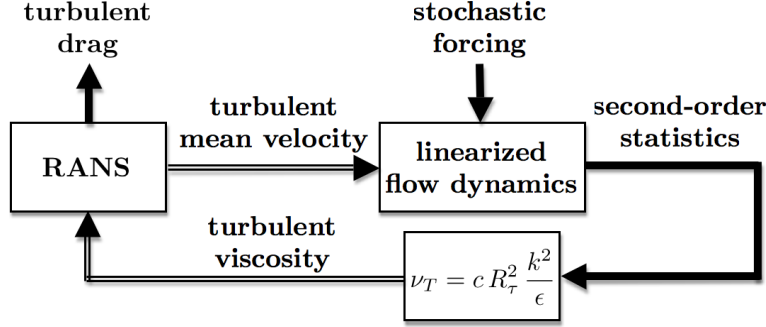 turbulent
drag
stochastic
forcing
turbulent
mean velocity
second-order
statistics
RANS
linearized
flow dynamics
turbulent
viscosity
ν_T = c R_τ^2 k^2/ϵ